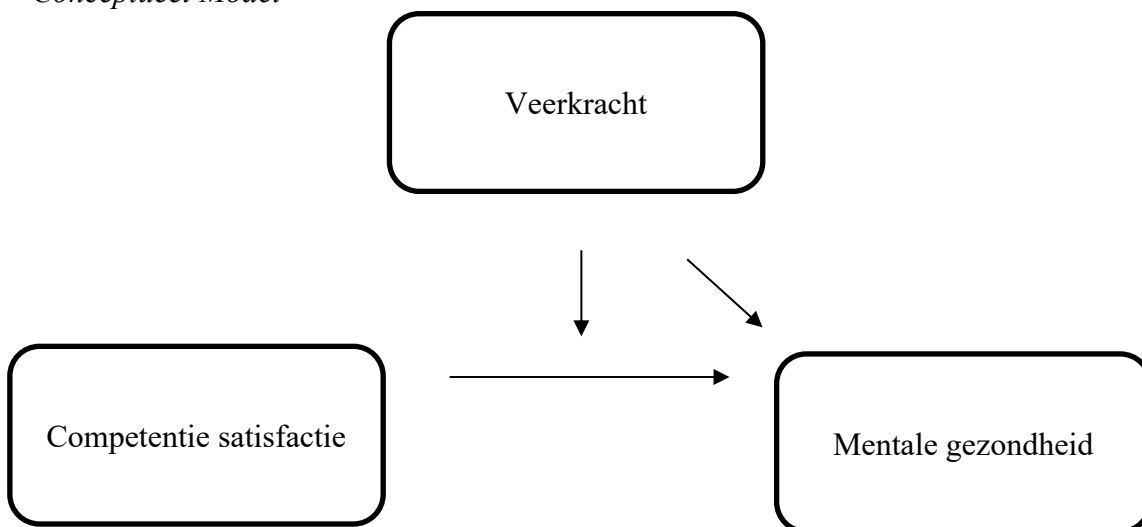 Conceptueel Model
Veerkracht
Competentie satisfactie
Mentale gezondheid